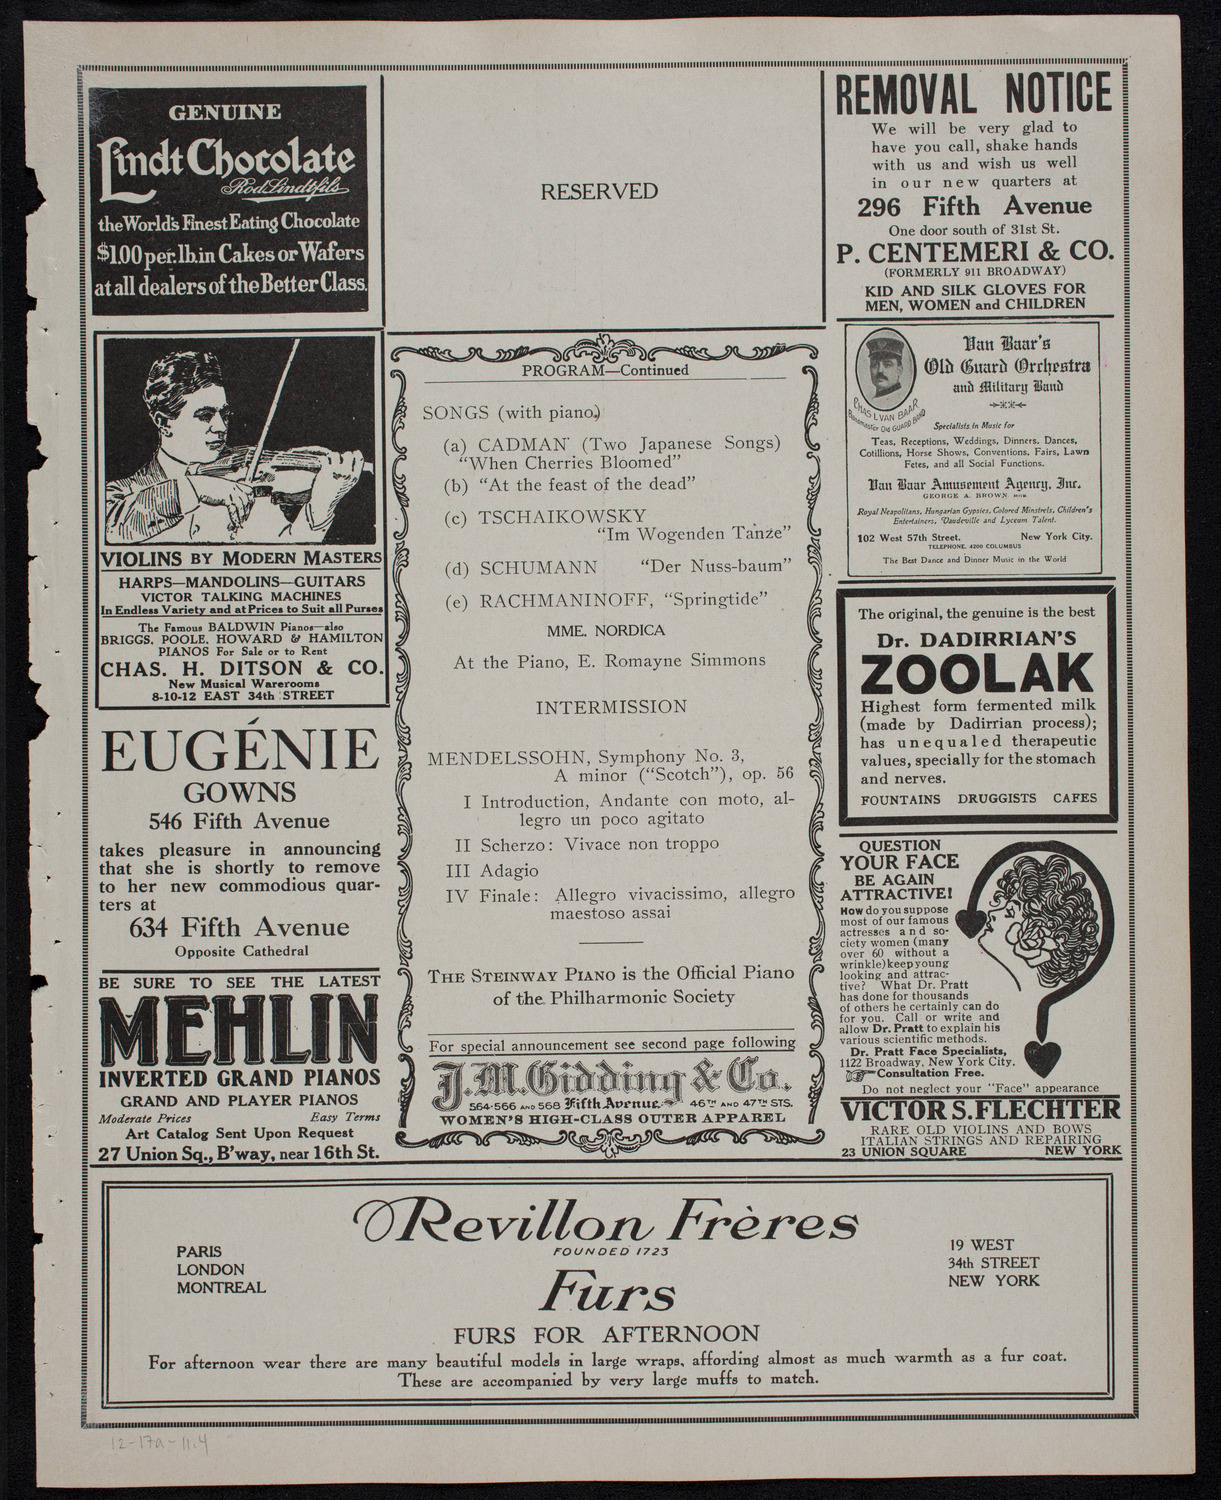 GENUINE
Lindt Chocolate
Rod. Lindt fils
the World's Finest Eating Chocolate
$1.00 per. lb. in Cakes or Wafers
at all dealers of the Better Class.
VIOLINS BY MODERN MASTERS
HARPS—MANDOLINS—GUITARS
VICTOR TALKING MACHINES
In Endless Variety and at Prices to Suit all Purses
The Famous BALDWIN Pianos—also
BRIGGS, POOLE, HOWARD & HAMILTON
PIANOS For Sale or to Rent
CHAS. H. DITSON & CO.
New Musical Warerooms
8-10-12 EAST 34th STREET
EUGÉNIE
GOWNS
546 Fifth Avenue
takes pleasure in announcing
that she is shortly to remove
to her new commodious quar-
ters at
634 Fifth Avenue
Opposite Cathedral
BE SURE TO SEE THE LATEST
MEHLIN
INVERTED GRAND PIANOS
GRAND AND PLAYER PIANOS
Moderate Prices Easy Terms
Art Catalog Sent Upon Request
27 Union Sq., B'way, near 16th St.
RESERVED
PROGRAM—Continued
SONGS (with piano)
(a) CADMAN (Two Japanese Songs)
"When Cherries Bloomed"
(b) "At the feast of the dead"
(c) TSCHAIKOWSKY
"Im Wogenden Tanze"
(d) SCHUMANN "Der Nuss-baum"
(e) RACHMANINOFF, "Springtide"
MME. NORDICA
At the Piano, E. Romayne Simmons
INTERMISSION
MENDELSSOHN, Symphony No. 3,
A minor ("Scotch"), op. 56
I Introduction, Andante con moto, al-
legro un poco agitato
II Scherzo: Vivace non troppo
III Adagio
IV Finale: Allegro vivacissimo, allegro
maestoso assai
THE STEINWAY PIANO is the Official Piano
of the Philharmonic Society
For special announcement see second page following
J. M. Gidding & Co.
564-566 AND 568 Fifth Avenue 46TH AND 47TH STS.
WOMEN'S HIGH-CLASS OUTER APPAREL
REMOVAL NOTICE
We will be very glad to
have you call, shake hands
with us and wish us well
in our new quarters at
296 Fifth Avenue
One door south of 31st St.
P. CENTEMERI & CO.
(FORMERLY 911 BROADWAY)
KID AND SILK GLOVES FOR
MEN, WOMEN and CHILDREN
CHAS. L. VAN BAAR
Bandmaster Old GUARD BAND
Van Baar's
Old Guard Orchestra
and Military Band
Specialists in Music for
Teas, Receptions, Weddings, Dinners, Dances,
Cotillions, Horse Shows, Conventions, Fairs, Lawn
Fetes, and all Social Functions.
Van Baar Amusement Agency, Inc.
GEORGE A. BROWN MGR.
Royal Neapolitans, Hungarian Gypsies, Colored Minstrels, Children's
Entertainers, Vaudeville and Lyceum Talent.
102 West 57th Street. New York City.
TELEPHONE, 4200 COLUMBUS
The Best Dance and Dinner Music in the World
The original, the genuine is the best
Dr. DADIRRIAN'S
ZOOLAK
Highest form fermented milk
(made by Dadirrian process);
has unequaled therapeutic
values, specially for the stomach
and nerves.
FOUNTAINS DRUGGISTS CAFES
QUESTION
YOUR FACE
BE AGAIN
ATTRACTIVE!
How do you suppose
most of our famous
actresses and so-
ciety women (many
over 60 without a
wrinkle) keep young
looking and attrac-
tive? What Dr. Pratt
has done for thousands
of others he certainly can do
for you. Call or write and
allow Dr. Pratt to explain his
various scientific methods.
Dr. Pratt Face Specialists,
1122 Broadway, New York City.
Consultation Free.
Do not neglect your "Face" appearance
VICTOR S. FLECHTER
RARE OLD VIOLINS AND BOWS
ITALIAN STRINGS AND REPAIRING
23 UNION SQUARE NEW YORK
Revillon Frères
FOUNDED 1723
PARIS
LONDON
MONTREAL
19 WEST
34th STREET
NEW YORK
Furs
FURS FOR AFTERNOON
For afternoon wear there are many beautiful models in large wraps, affording almost as much warmth as a fur coat.
These are accompanied by very large muffs to match.
12-17a-11.4